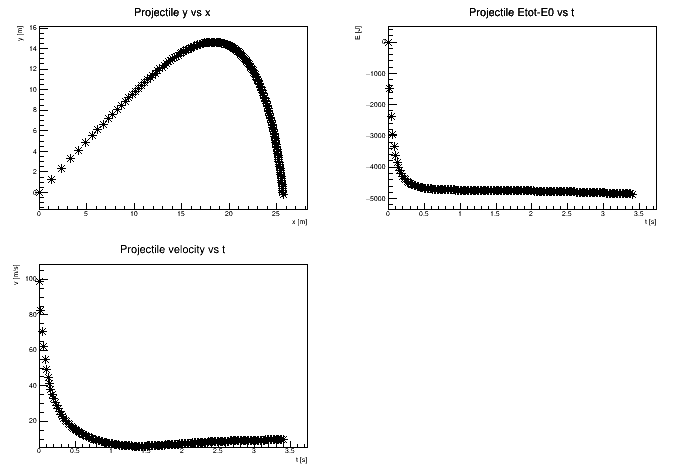 Projectile y vs x
y [m]
16
14
12
10
8
6
4
2
0
0 5 10 15 20 25
x [m]
Projectile Etot-E0 vs t
E [J]
0
−1000
−2000
−3000
−4000
−5000
0 0.5 1 1.5 2 2.5 3 3.5
t [s]
Projectile velocity vs t
v [m/s]
100
80
60
40
20
0 0.5 1 1.5 2 2.5 3 3.5
t [s]